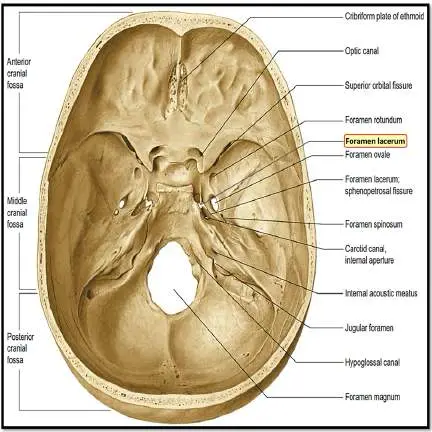 Anterior
cranial
fossa
Middle
cranial
fossa
Posterior
cranial
fossa
Cribriform plate of ethmoid
Optic canal
Superior orbital fissure
Foramen rotundum
Foramen lacerum
Foramen ovale
Foramen lacerum;
sphenopetrosal fissure
Foramen spinosum
Carotid canal,
internal aperture
Internal acoustic meatus
Jugular foramen
Hypoglossal canal
Foramen magnum